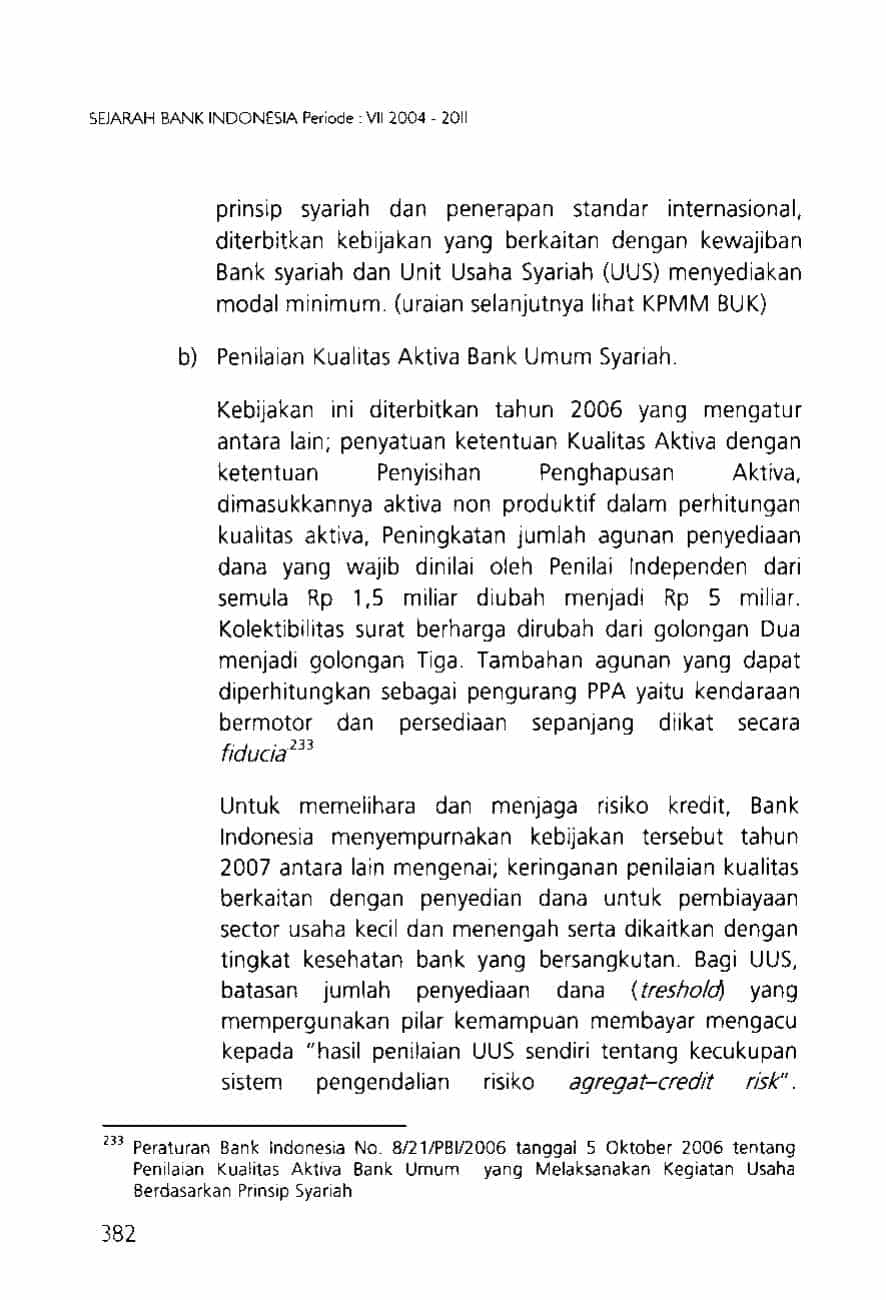 SEJARAH BANK INDONESIA Periode : VII 2004 - 2011
prinsip syariah dan penerapan standar internasional,
diterbitkan kebijakan yang berkaitan dengan kewajiban
Bank syariah dan Unit Usaha Syariah (UUS) menyediakan
modal minimum. (uraian selanjutnya lihat KPMM BUK)
b) Penilaian Kualitas Aktiva Bank Umum Syariah.
Kebijakan ini diterbitkan tahun 2006 yang mengatur
antara lain; penyatuan ketentuan Kualitas Aktiva dengan
ketentuan Penyisihan Penghapusan Aktiva,
dimasukkannya aktiva non produktif dalam perhitungan
kualitas aktiva, Peningkatan jumlah agunan penyediaan
dana yang wajib dinilai oleh Penilai Independen dari
semula Rp 1,5 miliar diubah menjadi Rp 5 miliar.
Kolektibilitas surat berharga dirubah dari golongan Dua
menjadi golongan Tiga. Tambahan agunan yang dapat
diperhitungkan sebagai pengurang PPA yaitu kendaraan
bermotor dan persediaan sepanjang diikat secara
fiducia233
Untuk memelihara dan menjaga risiko kredit, Bank
Indonesia menyempurnakan kebijakan tersebut tahun
2007 antara lain mengenai; keringanan penilaian kualitas
berkaitan dengan penyedian dana untuk pembiayaan
sector usaha kecil dan menengah serta dikaitkan dengan
tingkat kesehatan bank yang bersangkutan. Bagi UUS,
batasan jumlah penyediaan dana (treshold) yang
mempergunakan pilar kemampuan membayar mengacu
kepada "hasil penilaian UUS sendiri tentang kecukupan
sistem pengendalian risiko agregat–credit risk".
233 Peraturan Bank Indonesia No. 8/21/PBI/2006 tanggal 5 Oktober 2006 tentang
Penilaian Kualitas Aktiva Bank Umum yang Melaksanakan Kegiatan Usaha
Berdasarkan Prinsip Syariah
382